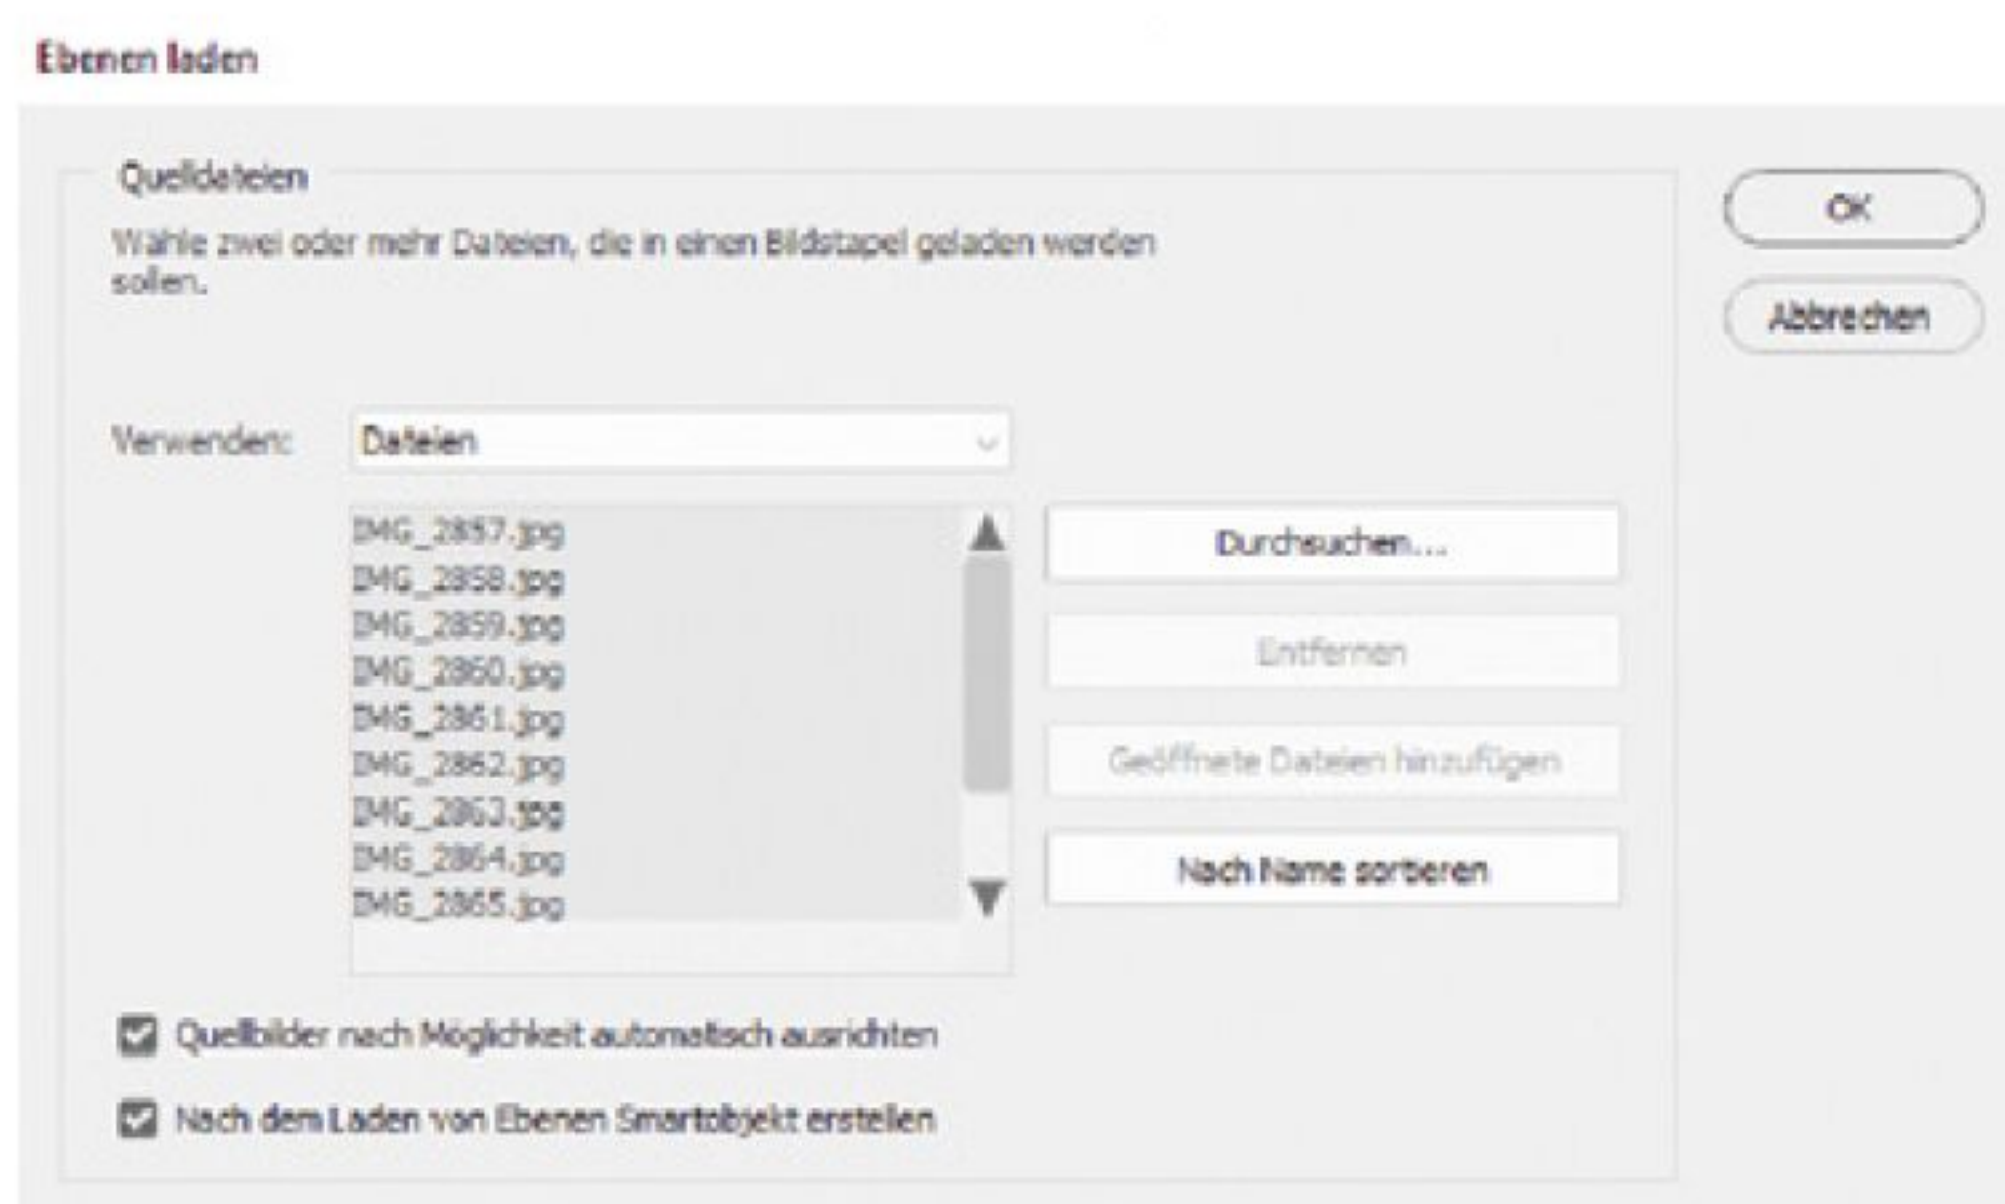 Ebenen laden
Quelldateien
Wähle zwei oder mehr Dateien, die in einen Bildstapel geladen werden
sollen.
OK
Abbrechen
Verwenden:
Dateien
IMG_2857.jpg
IMG_2858.jpg
IMG_2859.jpg
IMG_2860.jpg
IMG_2861.jpg
IMG_2862.jpg
IMG_2863.jpg
IMG_2864.jpg
IMG_2865.jpg
Durchsuchen...
Entfernen
Geöffnete Dateien hinzufügen
Nach Name sortieren
Quellbilder nach Möglichkeit automatisch ausrichten
Nach dem Laden von Ebenen Smartobjekt erstellen